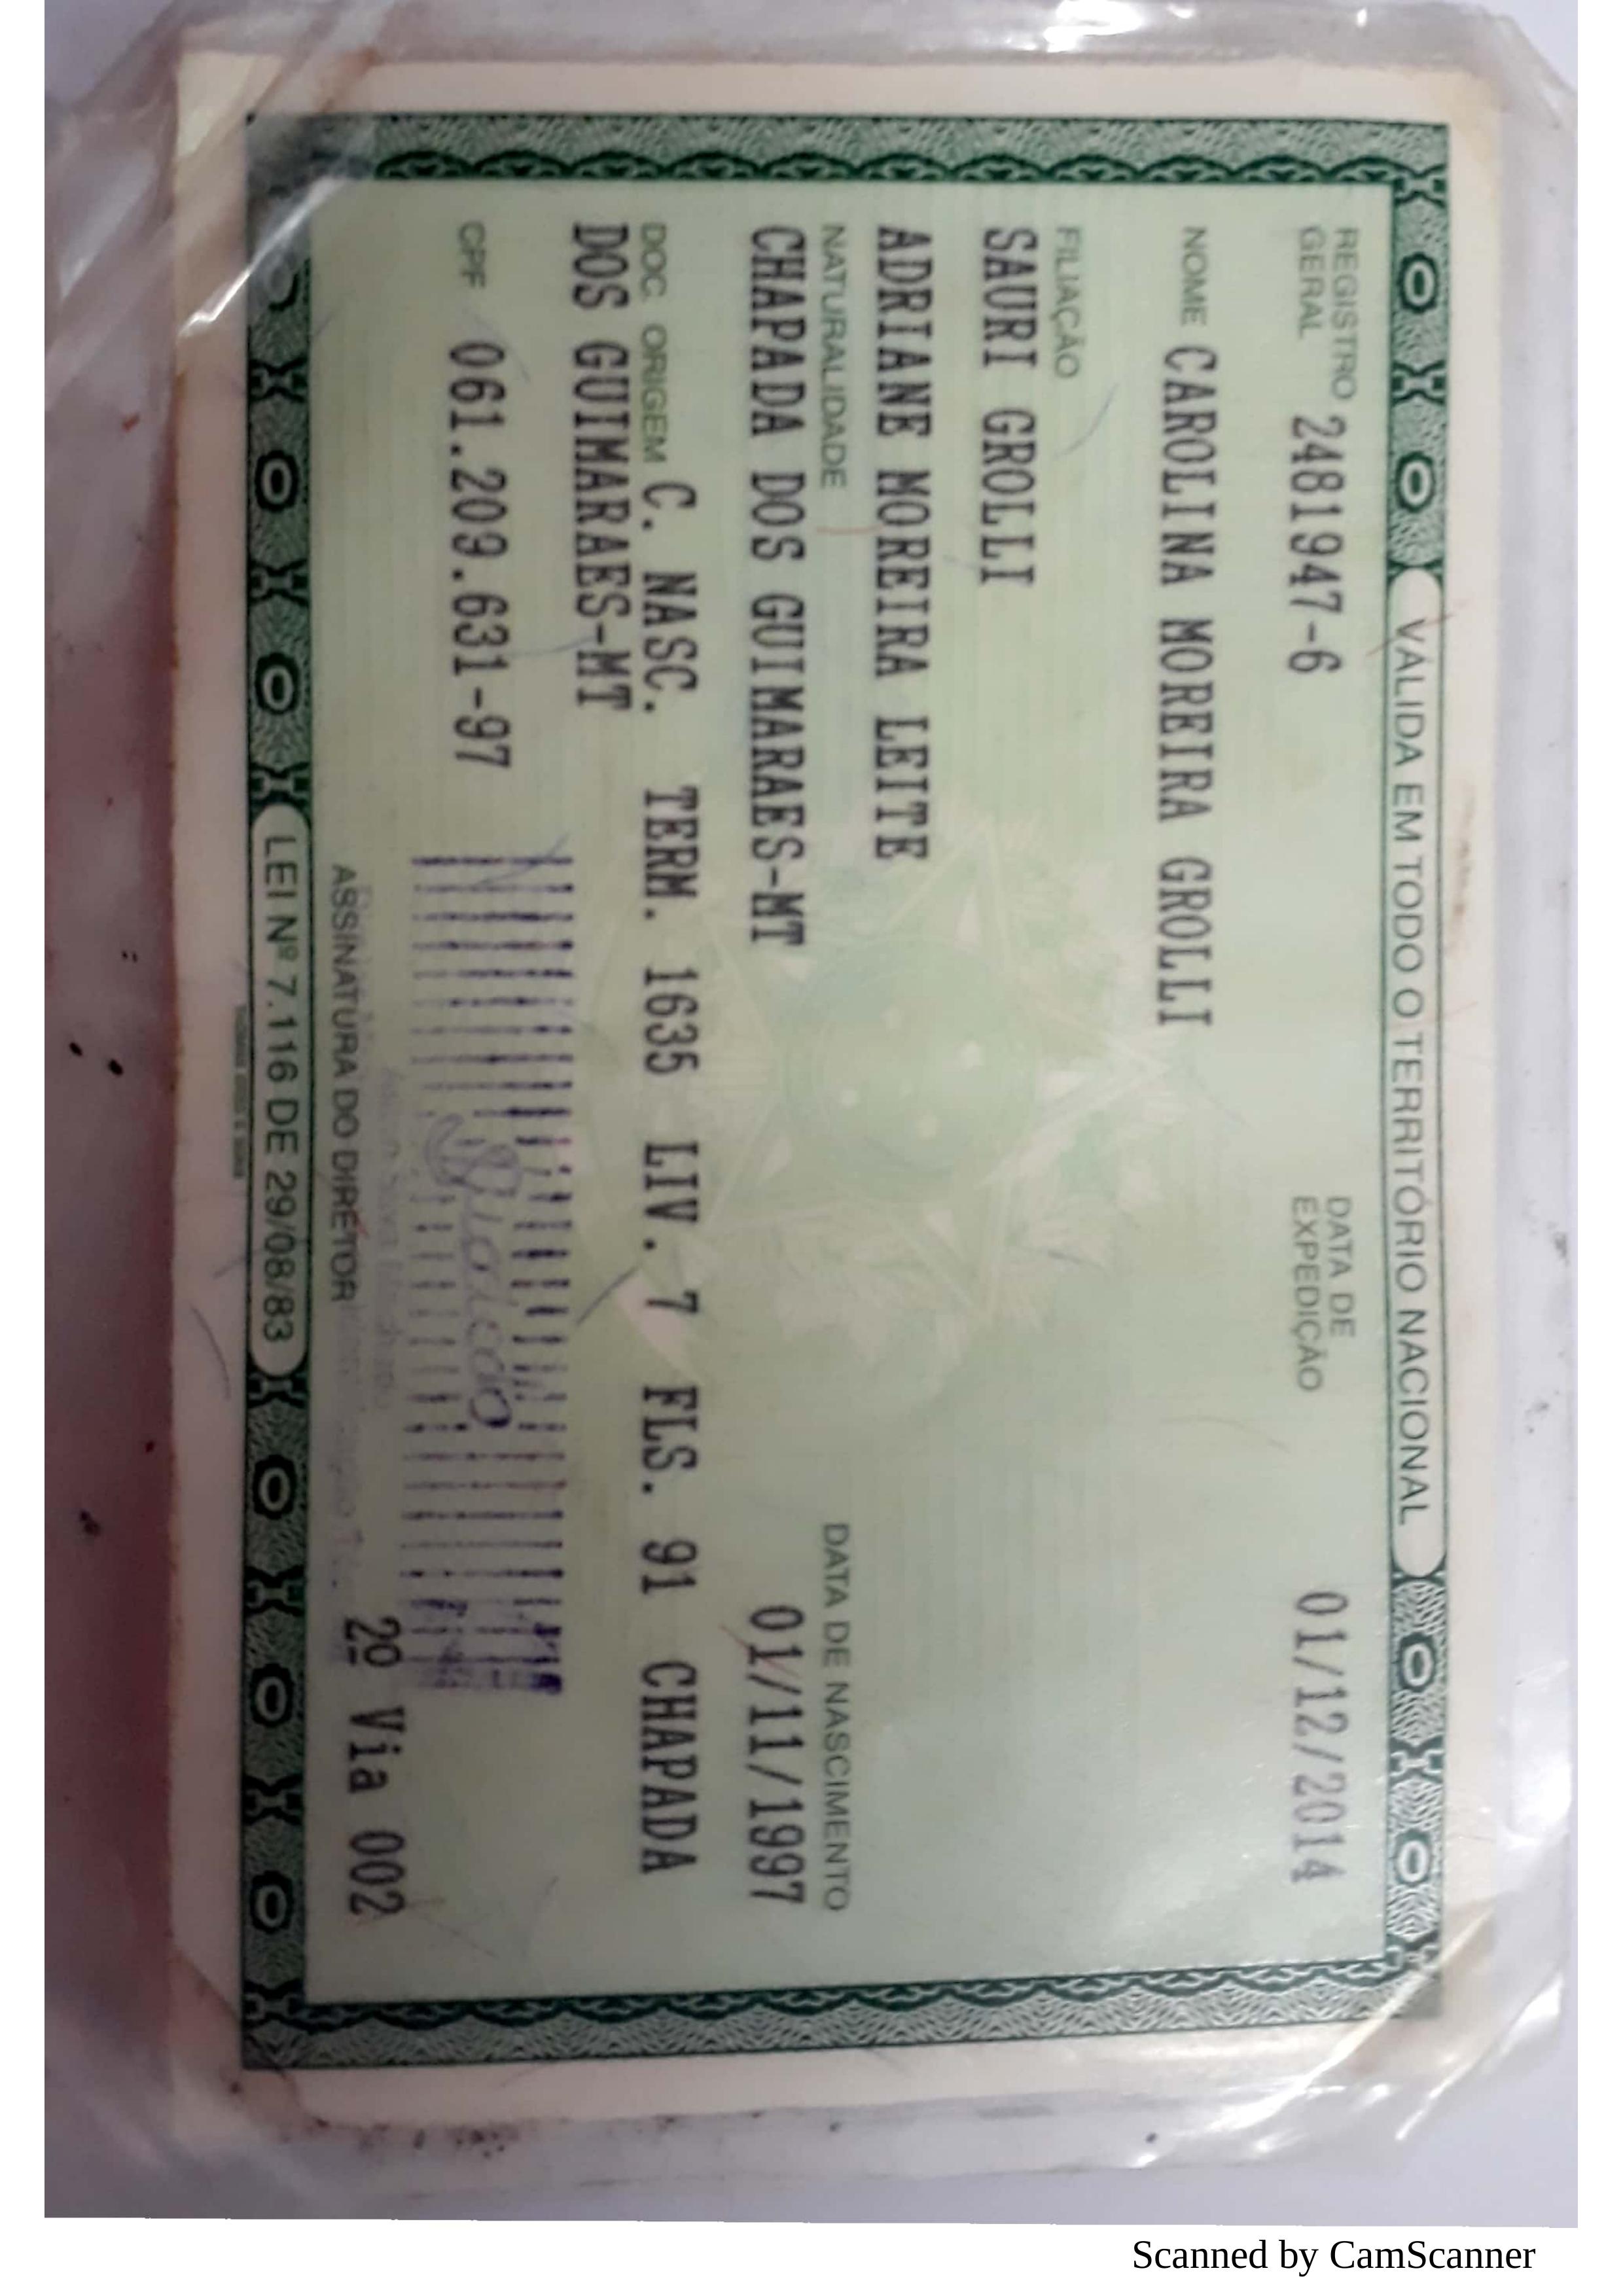 VÁLIDA EM TODO O TERRITÓRIO NACIONAL
REGISTRO GERAL 2481947-6 DATA DE EXPEDIÇÃO 01/12/2014
NOME CAROLINA MOREIRA GROLLI
FILIAÇÃO
SAURI GROLLI
ADRIANE MOREIRA LEITE
NATURALIDADE DATA DE NASCIMENTO
CHAPADA DOS GUIMARAES-MT 01/11/1997
DOC. ORIGEM C. NASC. TERM. 1635 LIV. 7 FLS. 91 CHAPADA
DOS GUIMARAES-MT
CPF 061.209.631-97
2º Via 002
ASSINATURA DO DIRETOR
LEI Nº 7.116 DE 29/08/83
Scanned by CamScanner